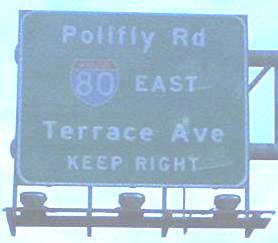 Polifly Rd
80 EAST
Terrace Ave
KEEP RIGHT